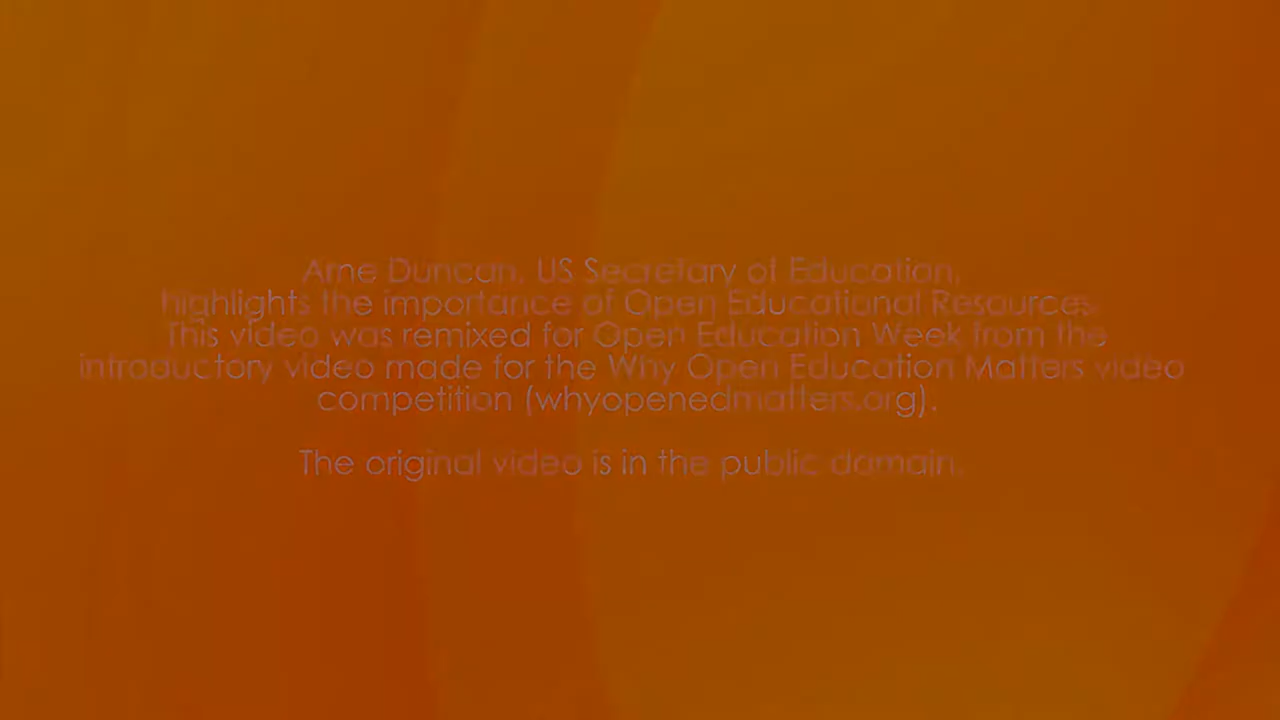 Arne Duncan, US Secretary of Education,
highlights the importance of Open Educational Resources.
This video was remixed for Open Education Week from the
introductory video made for the Why Open Education Matters video
competition (whyopenedmatters.org).
The original video is in the public domain.